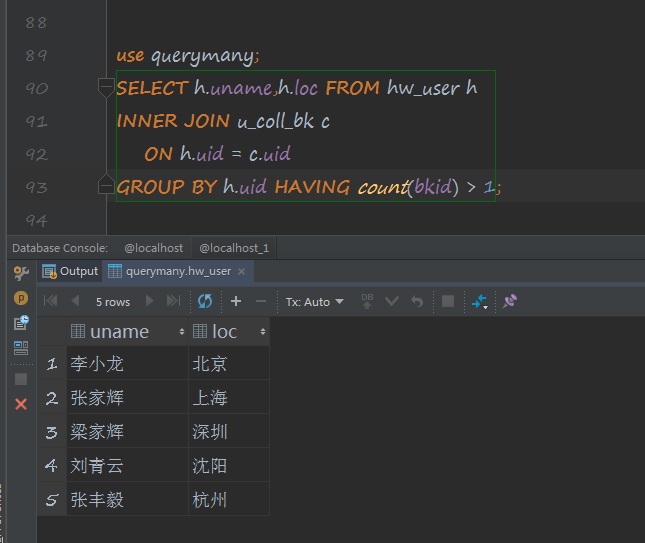 88
89 use querymany;
90 SELECT h.uname,h.loc FROM hw_user h
91 INNER JOIN u_coll_bk c
92 ON h.uid = c.uid
93 GROUP BY h.uid HAVING count(bkid) > 1;
94
Database Console: @localhost @localhost_1
Output querymany.hw_user
5 rows Tx: Auto DB
uname loc
1 李小龙 北京
2 张家辉 上海
3 梁家辉 深圳
4 刘青云 沈阳
5 张丰毅 杭州